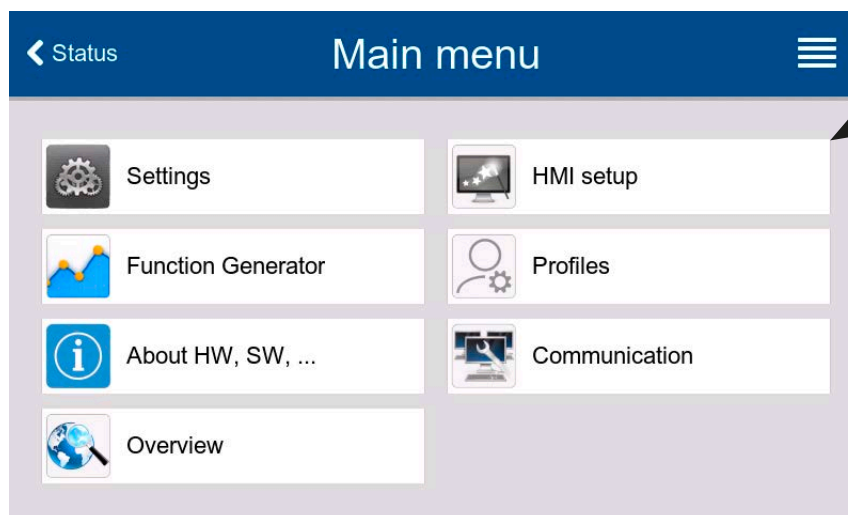 Status
Main menu
Settings
HMI setup
Function Generator
Profiles
About HW, SW, ...
Communication
Overview